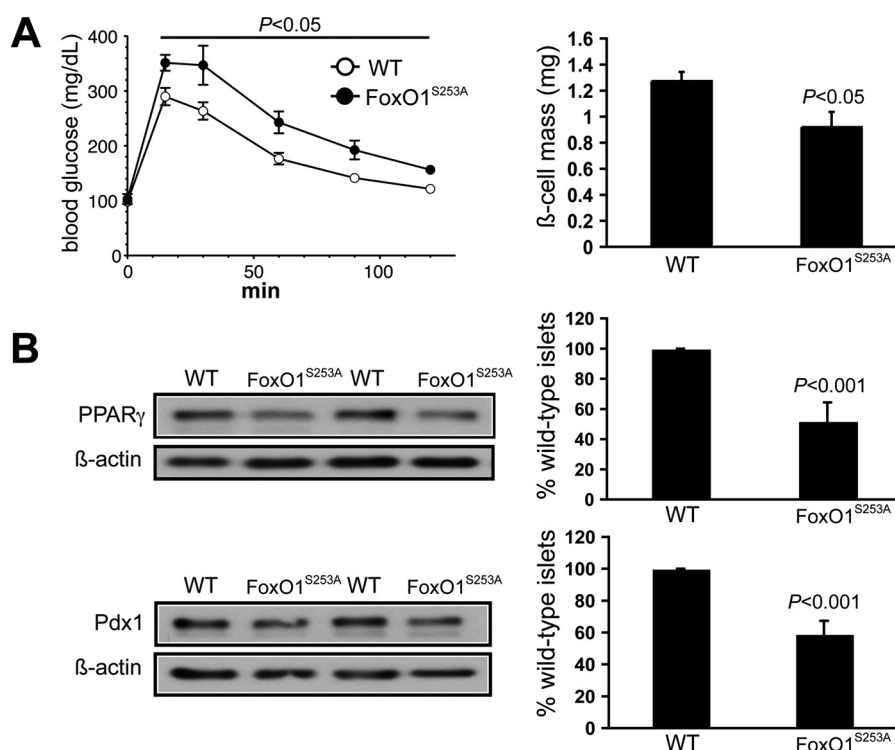 A
P<0.05
blood glucose (mg/dL)
400
300
200
100
0
WT
FoxO1S253A
0
50
100
min
ß-cell mass (mg)
1.6
1.4
1.2
1
0.8
0.6
0.4
0.2
0
P<0.05
WT
FoxO1S253A
B
WT FoxO1S253A WT FoxO1S253A
PPARγ
ß-actin
% wild-type islets
120
100
80
60
40
20
0
P<0.001
WT
FoxO1S253A
WT FoxO1S253A WT FoxO1S253A
Pdx1
ß-actin
% wild-type islets
120
100
80
60
40
20
0
P<0.001
WT
FoxO1S253A